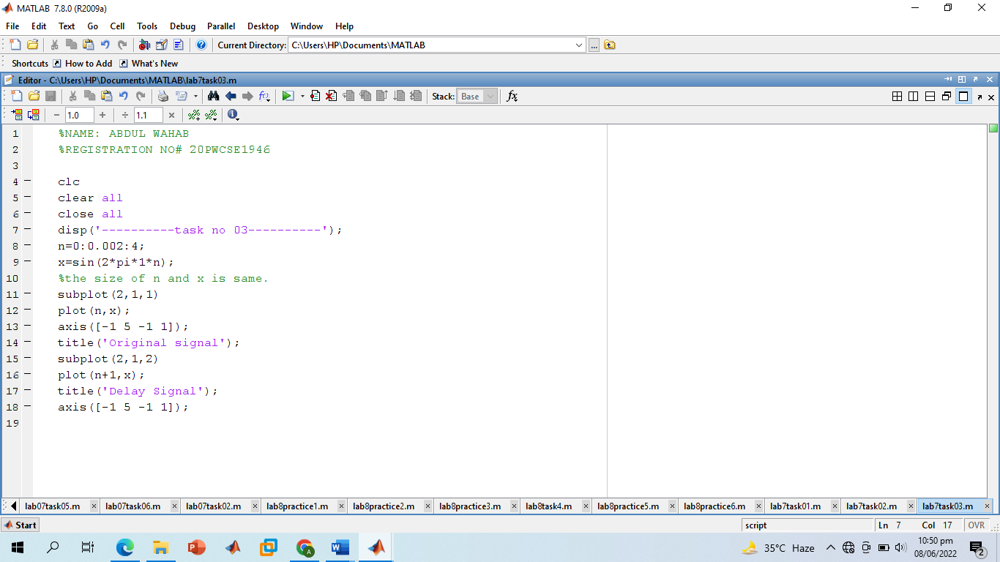 MATLAB 7.8.0 (R2009a)
File Edit Text Go Cell Tools Debug Parallel Desktop Window Help
Current Directory: C:\Users\HP\Documents\MATLAB ...
Shortcuts How to Add What's New
Editor - C:\Users\HP\Documents\MATLAB\lab7task03.m
Stack: Base fx
− 1.0 + ÷ 1.1 ×
1 %NAME: ABDUL WAHAB
2 %REGISTRATION NO# 20PWCSE1946
3
4 clc
5 clear all
6 close all
7 disp('----------task no 03----------');
8 n=0:0.002:4;
9 x=sin(2*pi*1*n);
10 %the size of n and x is same.
11 subplot(2,1,1)
12 plot(n,x);
13 axis([-1 5 -1 1]);
14 title('Original signal');
15 subplot(2,1,2)
16 plot(n+1,x);
17 title('Delay Signal');
18 axis([-1 5 -1 1]);
19
lab07task05.m lab07task06.m lab07task02.m lab8practice1.m lab8practice2.m lab8practice3.m lab8task4.m lab8practice5.m lab8practice6.m lab7task01.m lab7task02.m lab7task03.m
Start script Ln 7 Col 17 OVR
35°C Haze 10:50 pm
08/06/2022 2